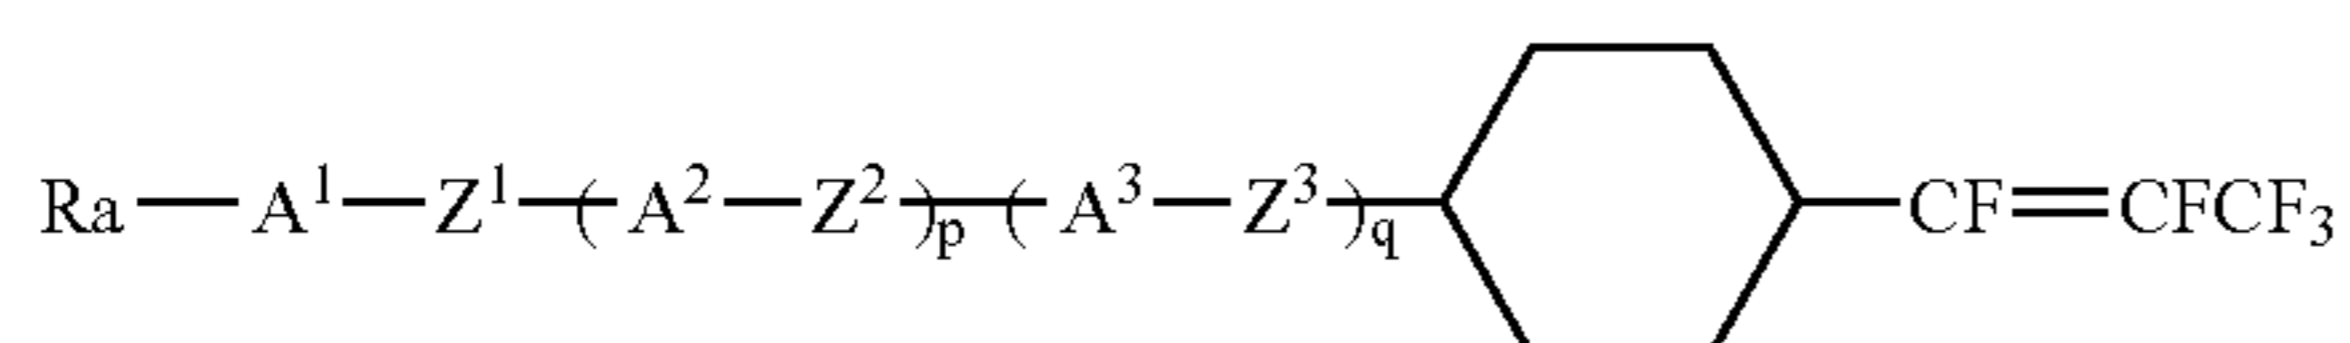 Ra—A¹—Z¹—(A²—Z²)p—(A³—Z³)q—CF=CFCF₃